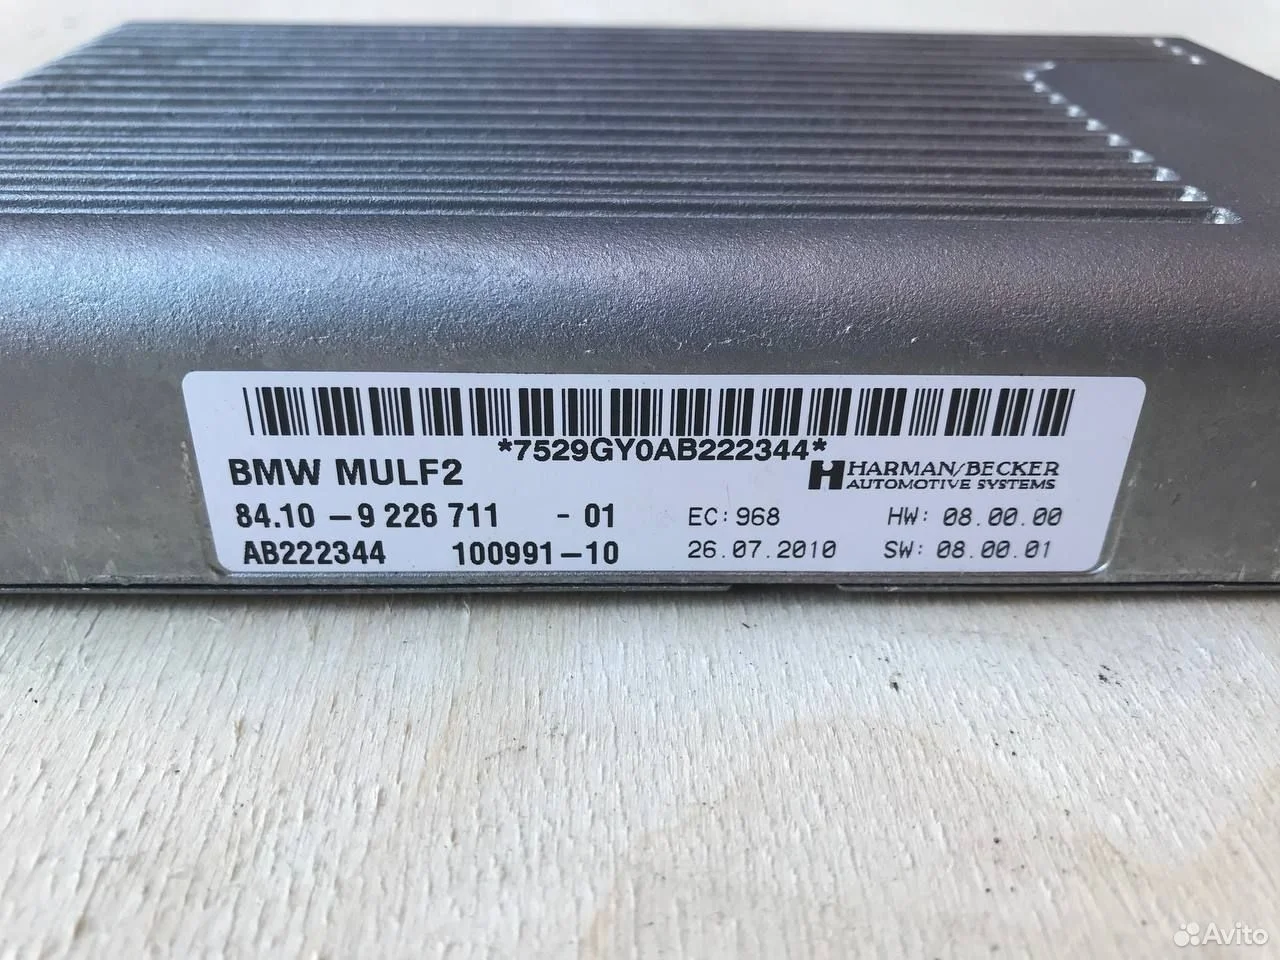 *7529GY0AB222344*
BMW MULF2
HARMAN/BECKER
AUTOMOTIVE SYSTEMS
84.10 - 9 226 711 - 01 EC: 968 HW: 08.00.00
AB222344 100991-10 26.07.2010 SW: 08.00.01
Avito